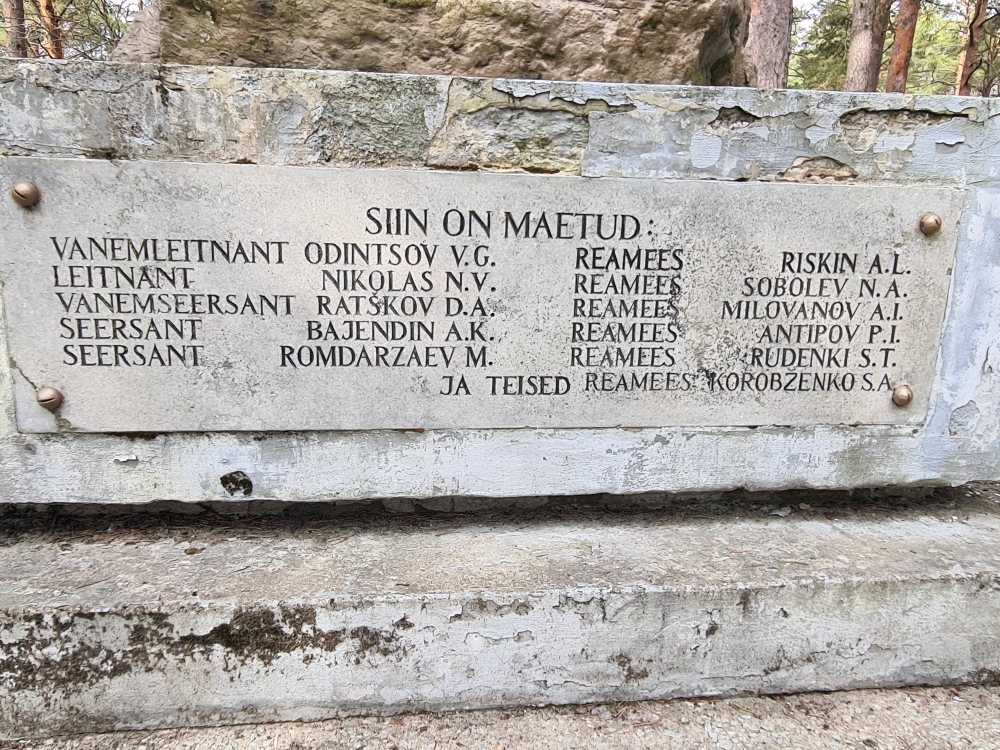 SIIN ON MAETUD:
VANEMLEITNANT ODINTSOV V.G. REAMEES RISKIN A.L.
LEITNANT NIKOLAS N.V. REAMEES SOBOLEV N.A.
VANEMSEERSANT RATŠKOV D.A. REAMEES MILOVANOV A.I.
SEERSANT BAJENDIN A.K. REAMEES ANTIPOV P.I.
SEERSANT ROMDARZAEV M. REAMEES RUDENKI S.T.
JA TEISED REAMEES KOROBŽENKO S.A.